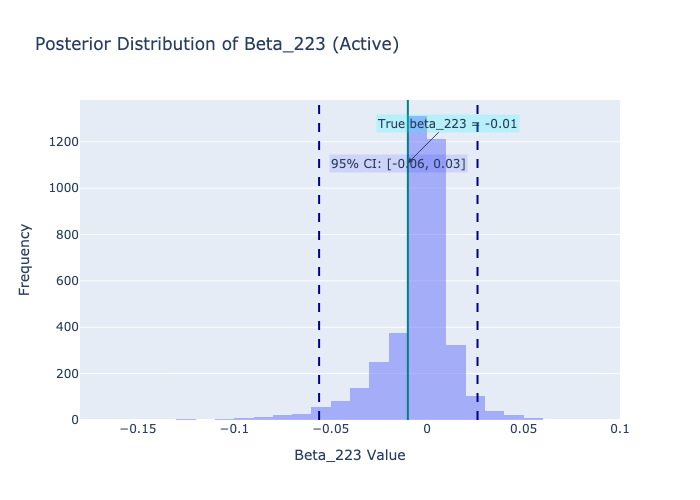 Posterior Distribution of Beta_223 (Active)
True beta_223 = -0.01
95% CI: [-0.06, 0.03]
Frequency
1200
1000
800
600
400
200
0
−0.15
−0.1
−0.05
0
0.05
0.1
Beta_223 Value